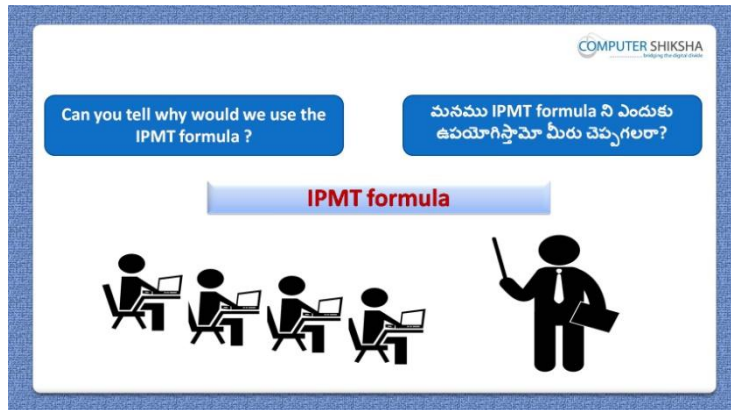 COMPUTER SHIKSHA
bridging the digital divide
Can you tell why would we use the
IPMT formula ?
మనము IPMT formula ని ఎందుకు
ఉపయోగిస్తామో మీరు చెప్పగలరా?
IPMT formula